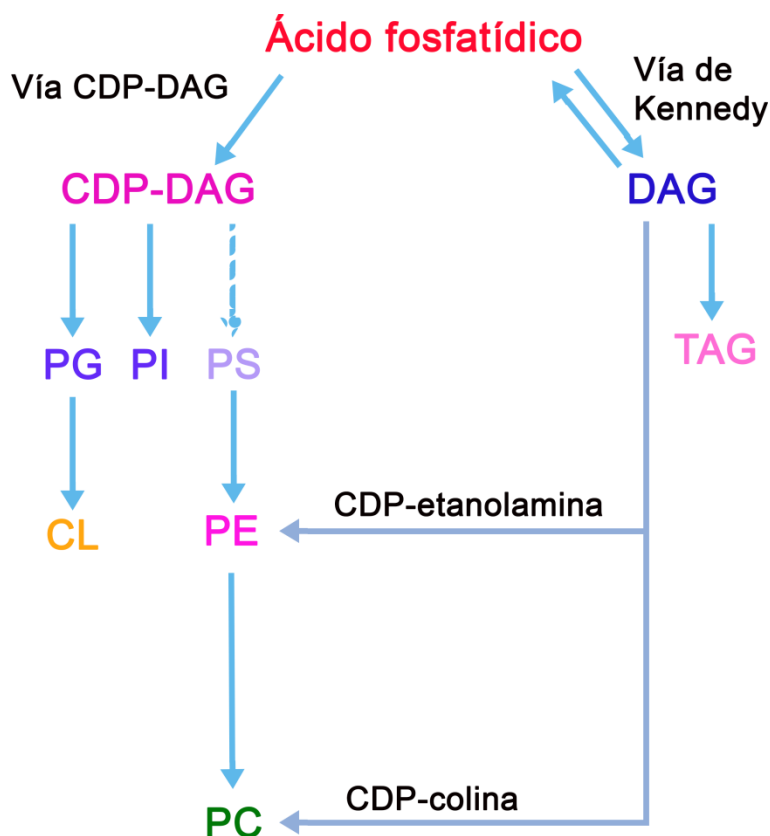 Ácido fosfatídico
Vía CDP-DAG
Vía de
Kennedy
CDP-DAG
DAG
PG
PI
PS
TAG
CL
PE
CDP-etanolamina
PC
CDP-colina